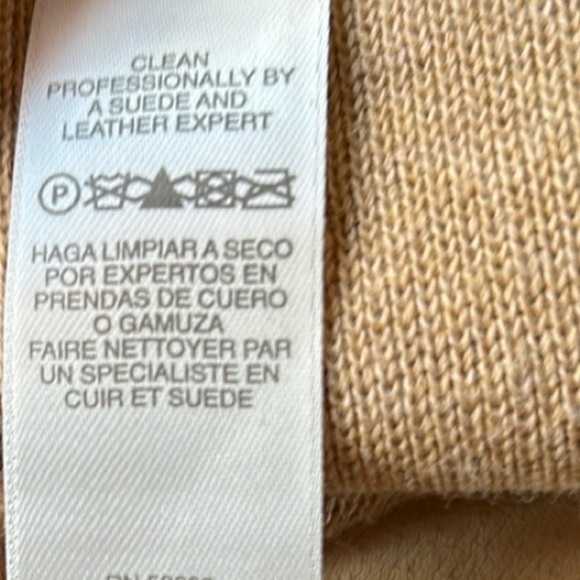 CLEAN
PROFESSIONALLY BY
A SUEDE AND
LEATHER EXPERT
P
HAGA LIMPIAR A SECO
POR EXPERTOS EN
PRENDAS DE CUERO
O GAMUZA
FAIRE NETTOYER PAR
UN SPECIALISTE EN
CUIR ET SUEDE